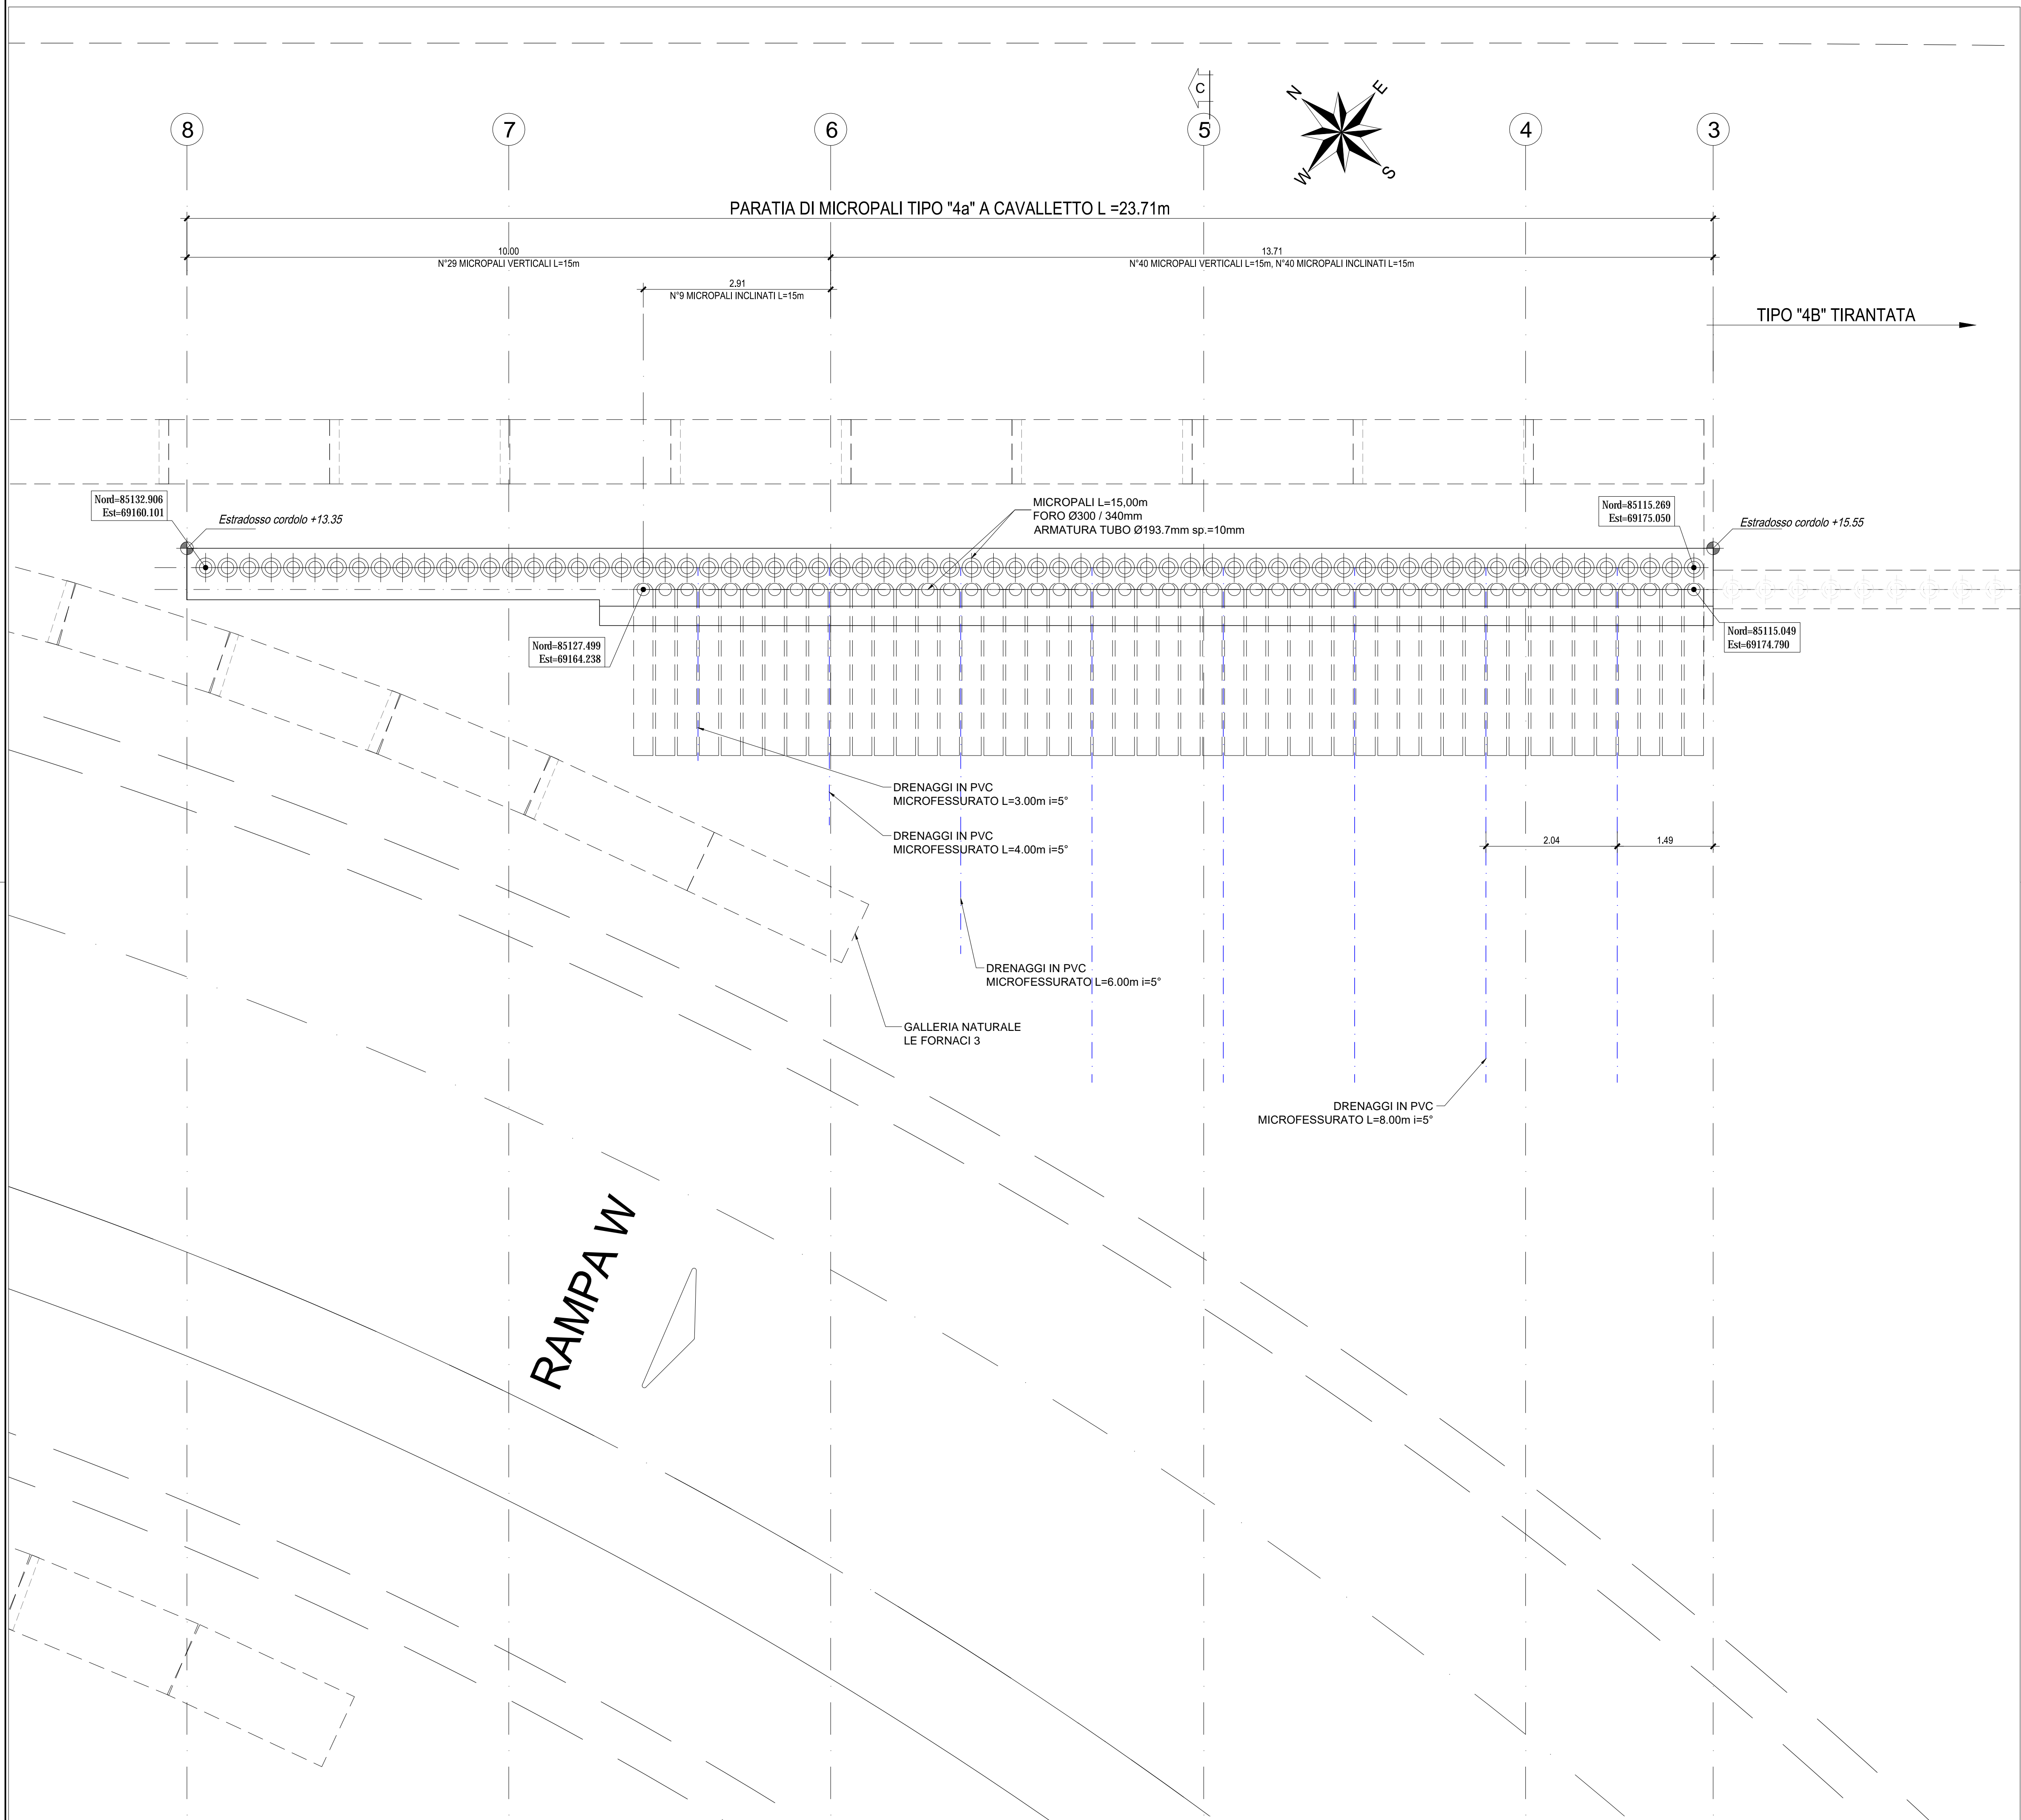 C
N
E
W
S
8
7
6
5
4
3
PARATIA DI MICROPALI TIPO "4a" A CAVALLETTO L =23.71m
10.00
N°29 MICROPALI VERTICALI L=15m
13.71
N°40 MICROPALI VERTICALI L=15m, N°40 MICROPALI INCLINATI L=15m
2.91
N°9 MICROPALI INCLINATI L=15m
TIPO "4B" TIRANTATA
Nord=85132.906
Est=69160.101
Estradosso cordolo +13.35
MICROPALI L=15,00m
FORO Ø300 / 340mm
ARMATURA TUBO Ø193.7mm sp.=10mm
Nord=85115.269
Est=69175.050
Estradosso cordolo +15.55
Nord=85127.499
Est=69164.238
Nord=85115.049
Est=69174.790
DRENAGGI IN PVC
MICROFESSURATO L=3.00m i=5°
DRENAGGI IN PVC
MICROFESSURATO L=4.00m i=5°
2.04
1.49
DRENAGGI IN PVC
MICROFESSURATO L=6.00m i=5°
GALLERIA NATURALE
LE FORNACI 3
DRENAGGI IN PVC
MICROFESSURATO L=8.00m i=5°
RAMPA W